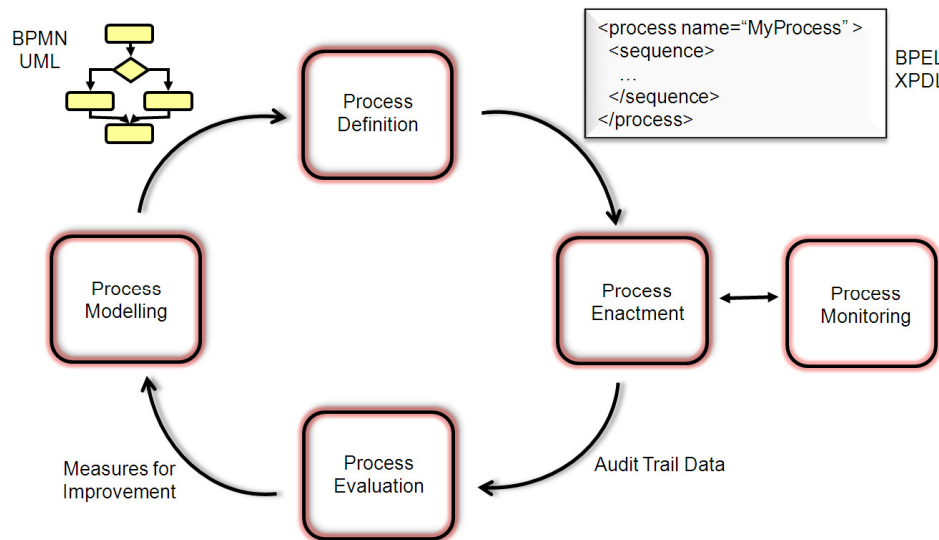 BPMN
UML
<process name=“MyProcess” >
<sequence>
…
</sequence>
</process>
BPEL
XPDL
Process
Definition
Process
Modelling
Process
Enactment
Process
Monitoring
Measures for
Improvement
Process
Evaluation
Audit Trail Data